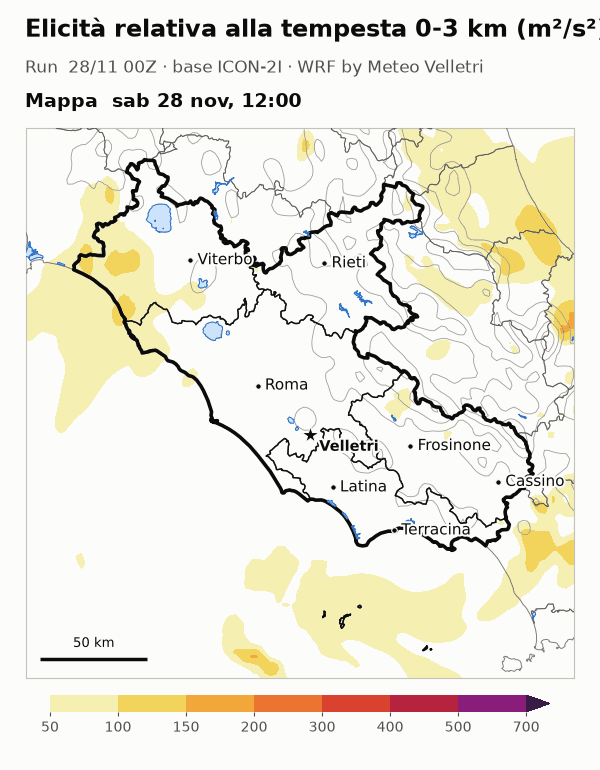 Elicità relativa alla tempesta 0-3 km (m²/s²)
Run  28/11 00Z · base ICON-2I · WRF by Meteo Velletri
Mappa  sab 28 nov, 12:00
Viterbo
Rieti
Roma
Velletri
Frosinone
Latina
Cassino
Terracina
50 km
50 100 150 200 300 400 500 700